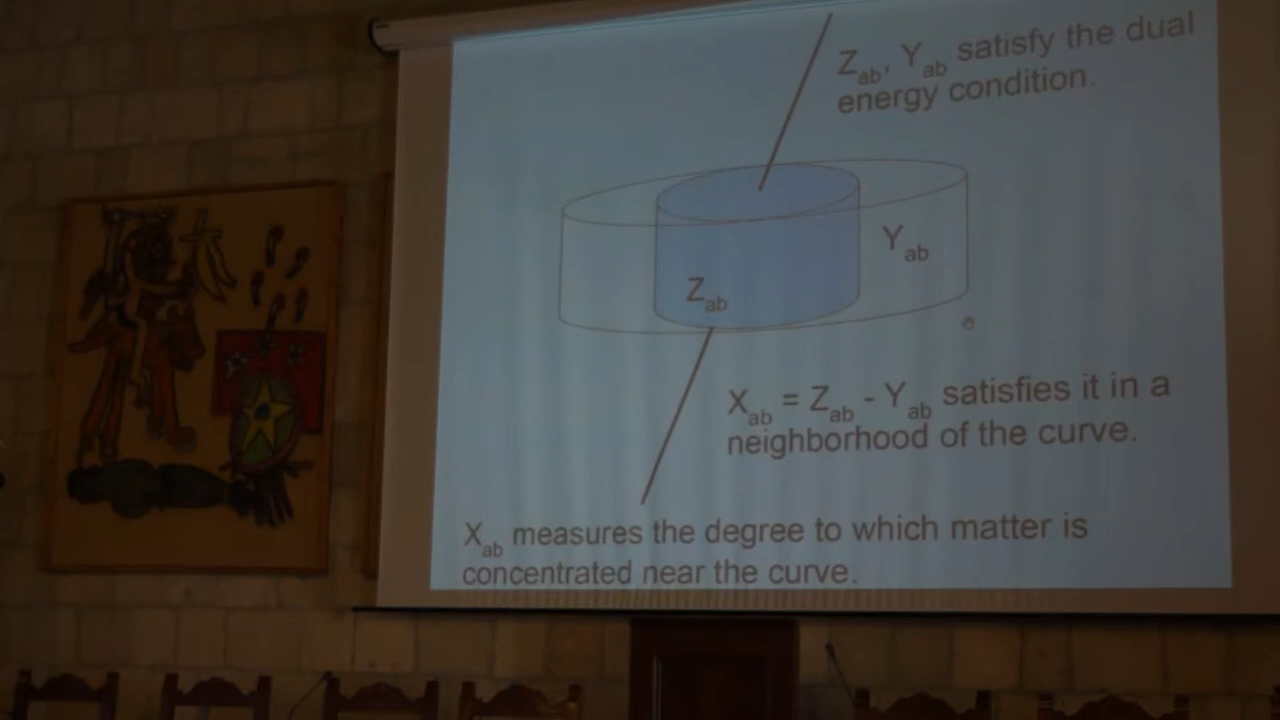 Zab, Yab satisfy the dual
energy condition.
Yab
Zab
Xab = Zab - Yab satisfies it in a
neighborhood of the curve.
Xab measures the degree to which matter is
concentrated near the curve.